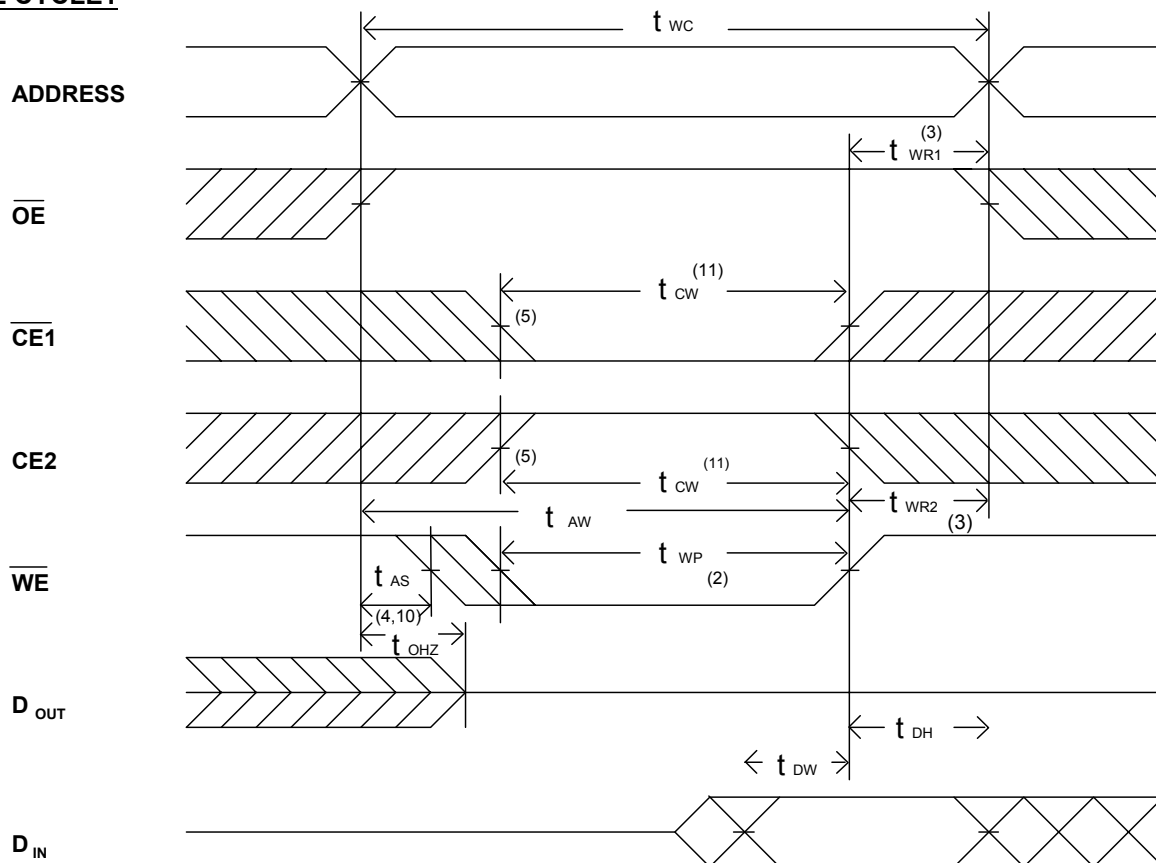 E CYCLE1
t WC
ADDRESS
(3)
t WR1
OE
(11)
t CW
(5)
CE1
CE2
(5)
(11)
t CW
t WR2
(3)
t AW
t WP
(2)
WE
t AS
(4,10)
t OHZ
D OUT
t DH
t DW
D IN